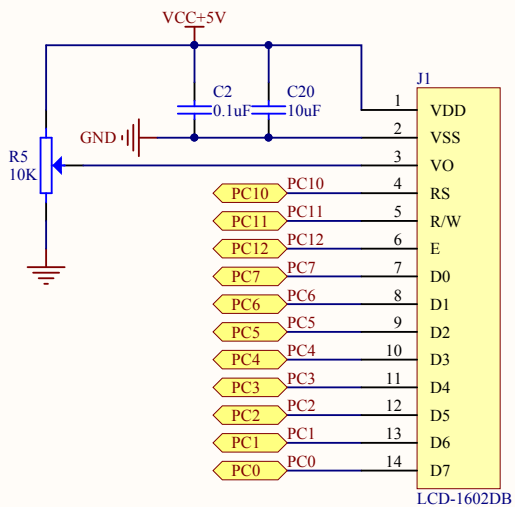 VCC+5V
J1
C2
0.1uF
C20
10uF
GND
R5
10K
1 VDD
2 VSS
3 VO
PC10 PC10 4 RS
PC11 PC11 5 R/W
PC12 PC12 6 E
PC7 PC7 7 D0
PC6 PC6 8 D1
PC5 PC5 9 D2
PC4 PC4 10 D3
PC3 PC3 11 D4
PC2 PC2 12 D5
PC1 PC1 13 D6
PC0 PC0 14 D7
LCD-1602DB